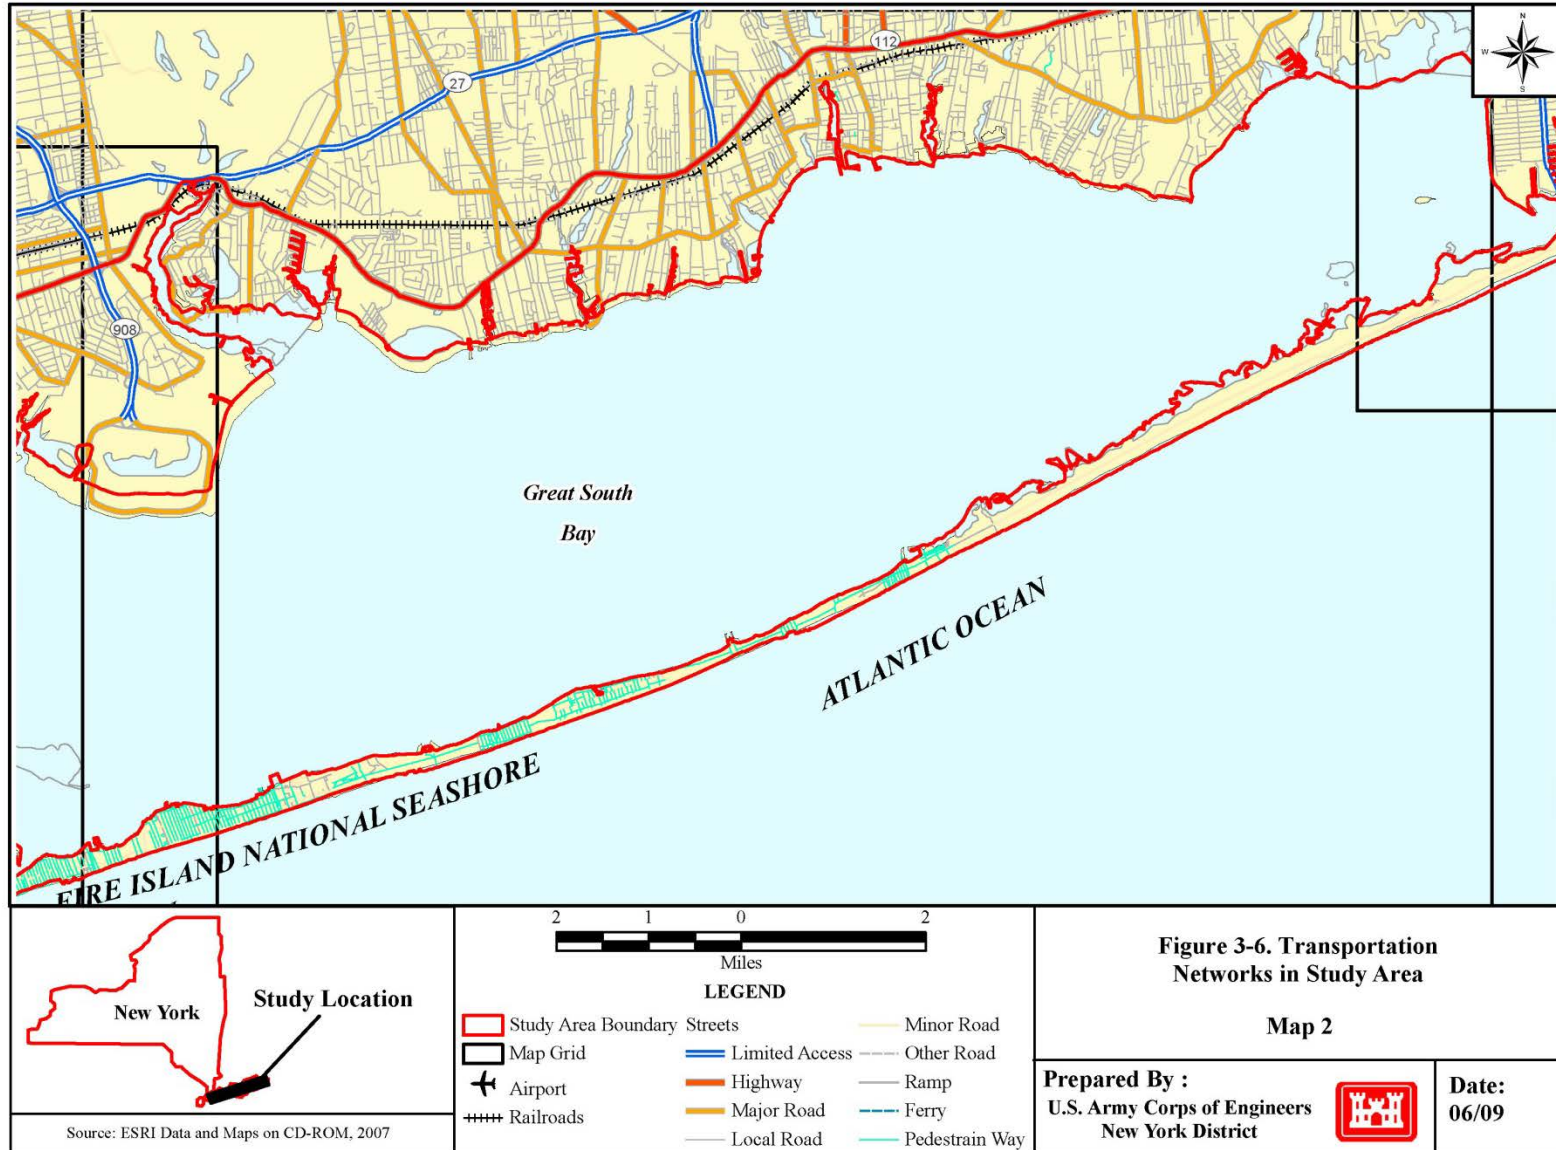 N
W
S
112
27
908
Great South
Bay
ATLANTIC OCEAN
FIRE ISLAND NATIONAL SEASHORE
New York
Study Location
Source: ESRI Data and Maps on CD-ROM, 2007
2 1 0 2
Miles
LEGEND
Study Area Boundary
Map Grid
Airport
Railroads
Streets
Limited Access
Highway
Major Road
Local Road
Minor Road
Other Road
Ramp
Ferry
Pedestrain Way
Figure 3-6. Transportation
Networks in Study Area
Map 2
Prepared By :
U.S. Army Corps of Engineers
New York District
Date:
06/09